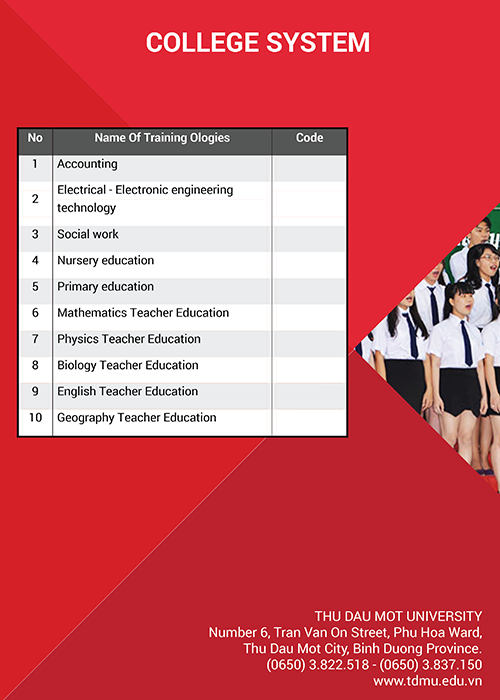 COLLEGE SYSTEM
No Name Of Training Ologies Code
1 Accounting
2 Electrical - Electronic engineering
technology
3 Social work
4 Nursery education
5 Primary education
6 Mathematics Teacher Education
7 Physics Teacher Education
8 Biology Teacher Education
9 English Teacher Education
10 Geography Teacher Education
THU DAU MOT UNIVERSITY
Number 6, Tran Van On Street, Phu Hoa Ward,
Thu Dau Mot City, Binh Duong Province.
(0650) 3.822.518 - (0650) 3.837.150
www.tdmu.edu.vn